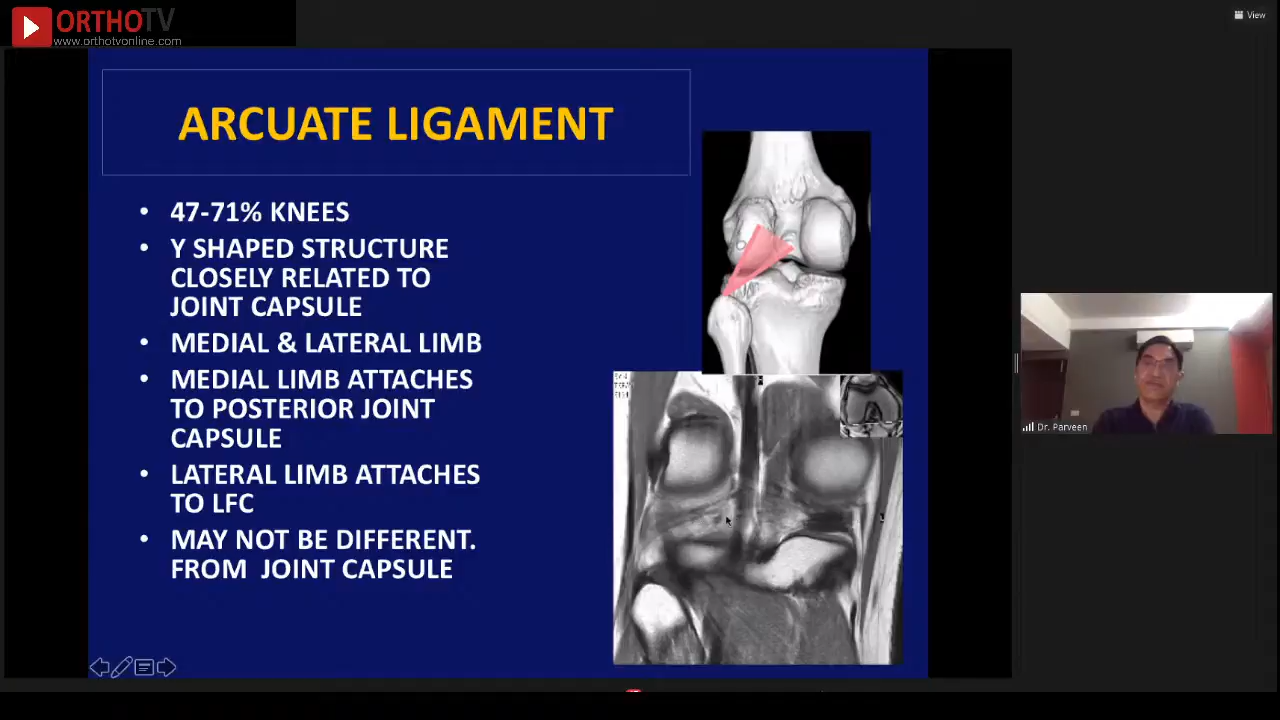 ORTHOTV
www.orthotvonline.com
View
ARCUATE LIGAMENT
• 47-71% KNEES
• Y SHAPED STRUCTURE
CLOSELY RELATED TO
JOINT CAPSULE
• MEDIAL & LATERAL LIMB
• MEDIAL LIMB ATTACHES
TO POSTERIOR JOINT
CAPSULE
• LATERAL LIMB ATTACHES
TO LFC
• MAY NOT BE DIFFERENT.
FROM JOINT CAPSULE
Dr. Parveen